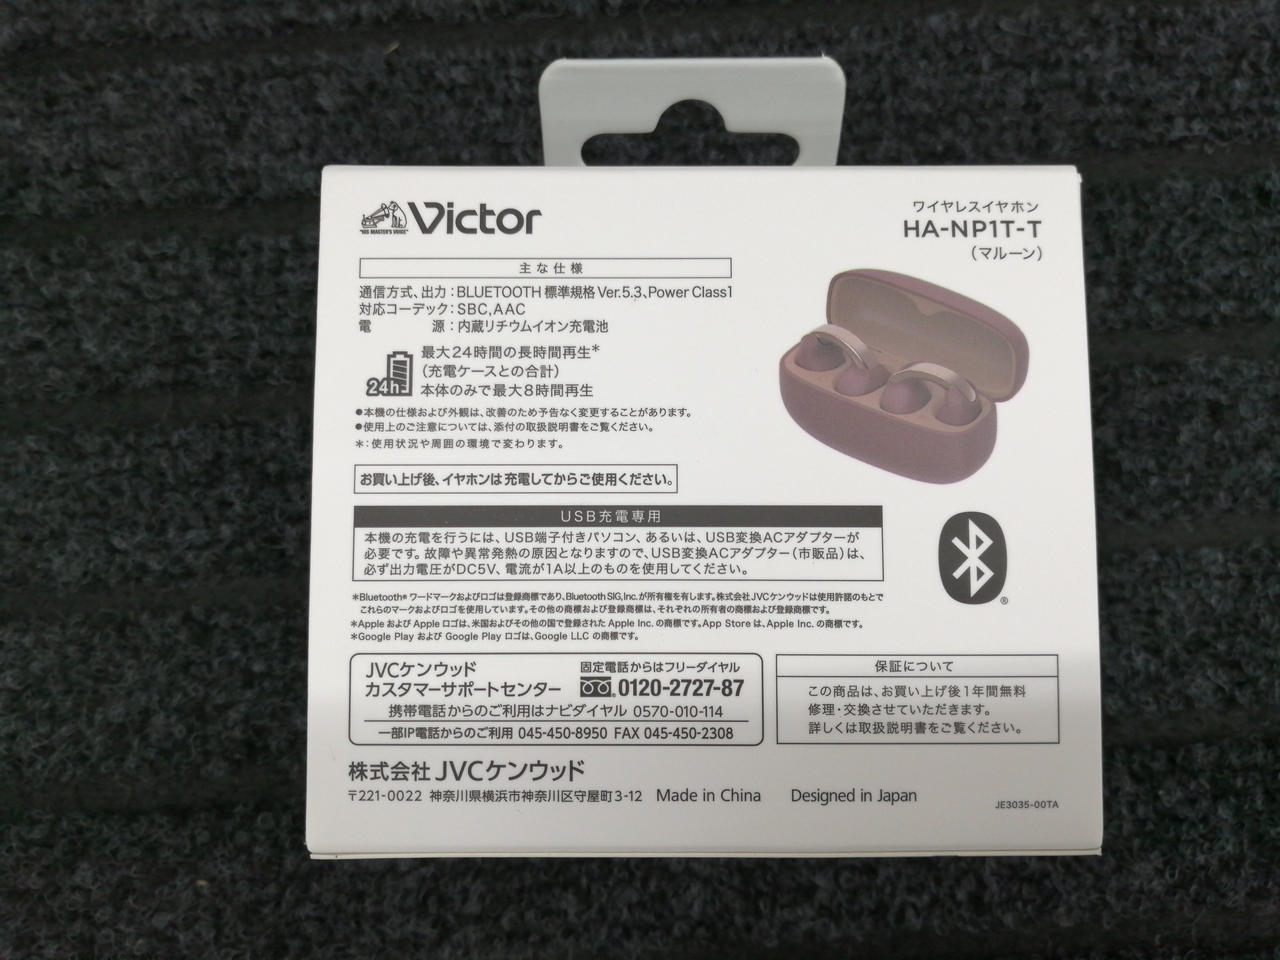 "HIS MASTER'S VOICE"
Victor
ワイヤレスイヤホン
HA-NP1T-T
（マルーン）
主な仕様
通信方式、出力：BLUETOOTH 標準規格 Ver.5.3、Power Class1
対応コーデック：SBC,AAC
電　　　源：内蔵リチウムイオン充電池
24h
最大24時間の長時間再生＊
（充電ケースとの合計）
本体のみで最大8時間再生
●本機の仕様および外観は、改善のため予告なく変更することがあります。
●使用上のご注意については、添付の取扱説明書をご覧ください。
＊：使用状況や周囲の環境で変わります。
お買い上げ後、イヤホンは充電してからご使用ください。
USB充電専用
本機の充電を行うには、USB端子付きパソコン、あるいは、USB変換ACアダプターが
必要です。故障や異常発熱の原因となりますので、USB変換ACアダプター（市販品）は、
必ず出力電圧がDC5V、電流が1A以上のものを使用してください。
®
＊Bluetooth® ワードマークおよびロゴは登録商標であり、Bluetooth SIG,Inc.が所有権を有します。株式会社JVCケンウッドは使用許諾のもとで
これらのマークおよびロゴを使用しています。その他の商標および登録商標は、それぞれの所有者の商標および登録商標です。
＊Apple および Apple ロゴは、米国およびその他の国で登録された Apple Inc. の商標です。App Store は、Apple Inc. の商標です。
＊Google Play および Google Play ロゴは、Google LLC の商標です。
JVCケンウッド
カスタマーサポートセンター
固定電話からはフリーダイヤル
0120-2727-87
携帯電話からのご利用はナビダイヤル 0570-010-114
一部IP電話からのご利用 045-450-8950 FAX 045-450-2308
保証について
この商品は、お買い上げ後1年間無料
修理・交換させていただきます。
詳しくは取扱説明書をご覧ください。
株式会社 JVCケンウッド
〒221-0022 神奈川県横浜市神奈川区守屋町3-12 Made in China Designed in Japan
JE3035-00TA